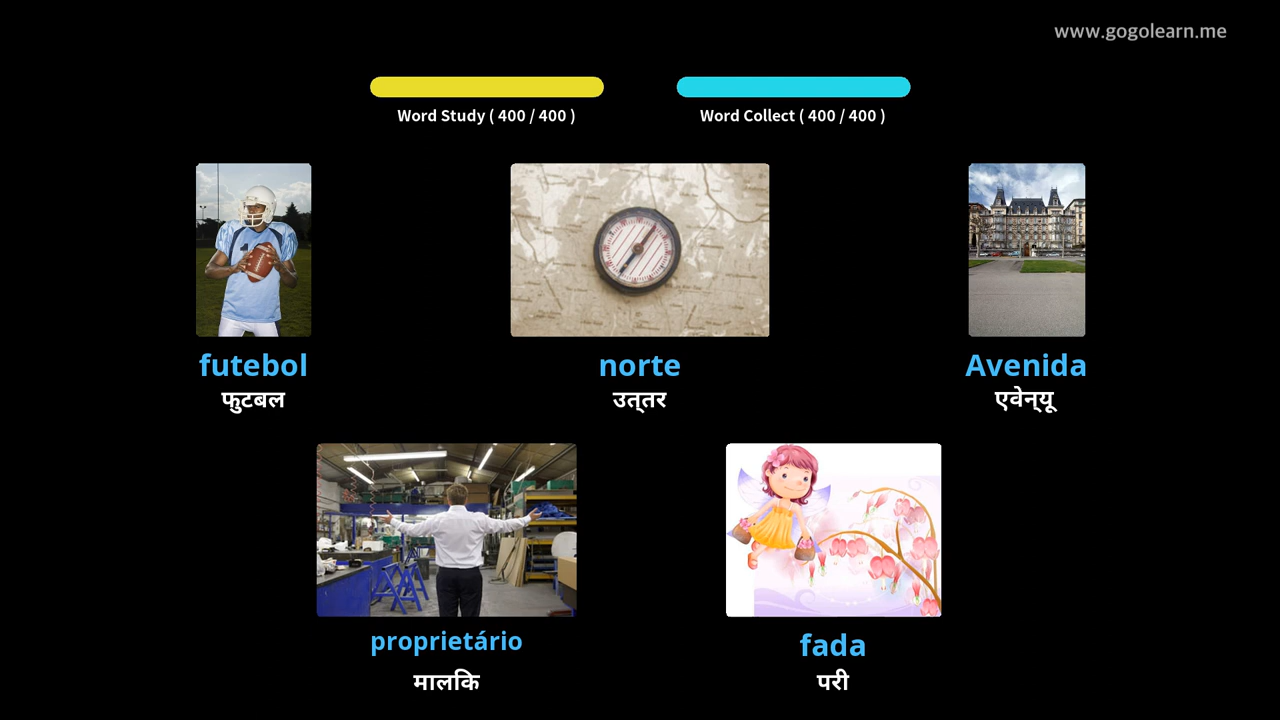 www.gogolearn.me
Word Study ( 400 / 400 )
Word Collect ( 400 / 400 )
futebol
norte
Avenida
फुटबल
उत्तर
एवेन्यू
proprietário
fada
मालिक
परी